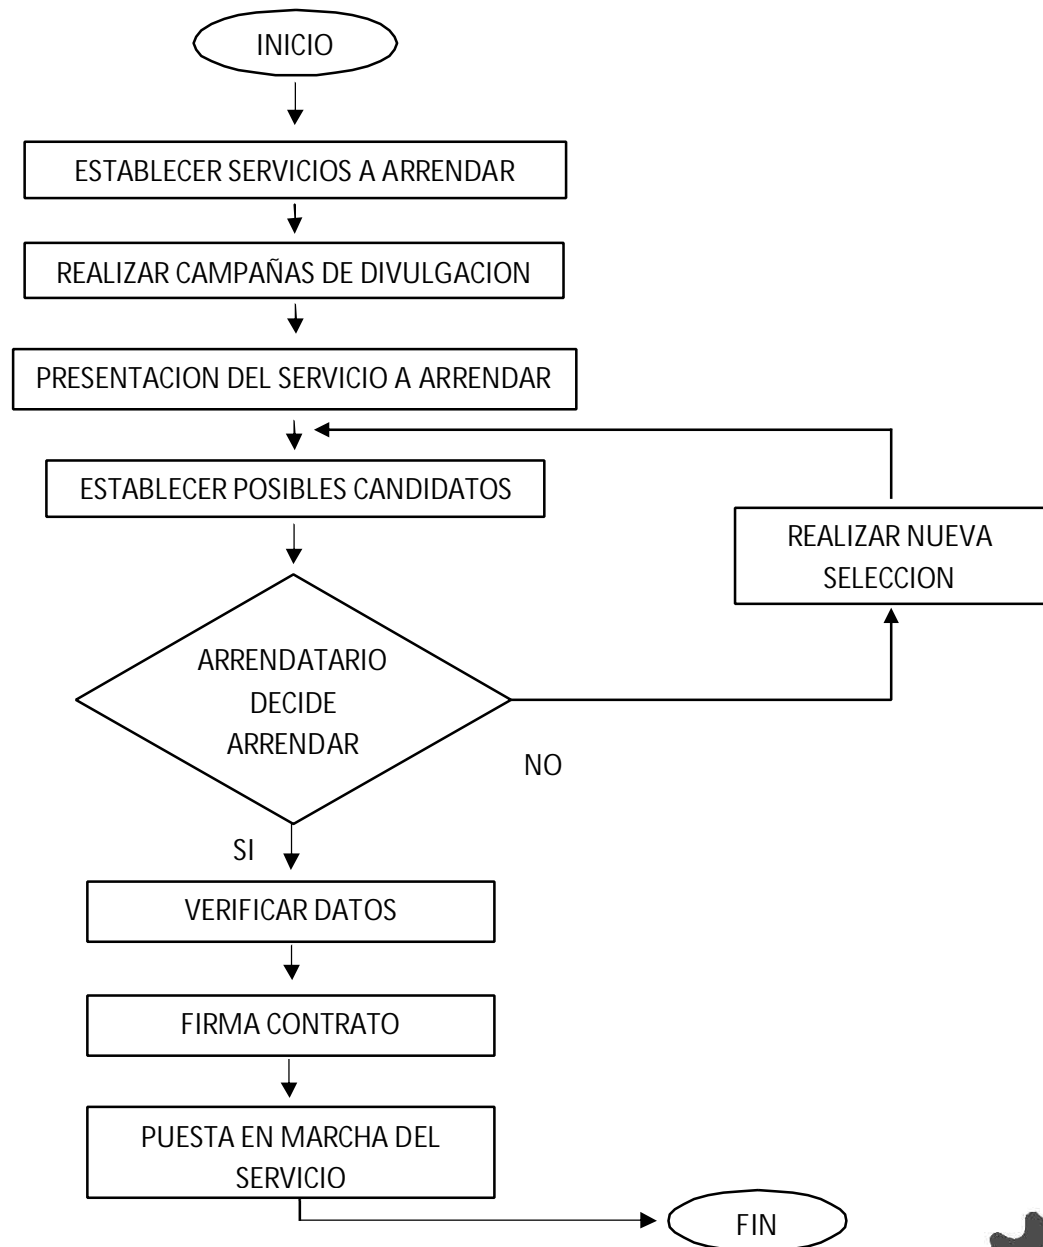 INICIO
ESTABLECER SERVICIOS A ARRENDAR
REALIZAR CAMPAÑAS DE DIVULGACION
PRESENTACION DEL SERVICIO A ARRENDAR
ESTABLECER POSIBLES CANDIDATOS
REALIZAR NUEVA
SELECCION
ARRENDATARIO
DECIDE
ARRENDAR
NO
SI
VERIFICAR DATOS
FIRMA CONTRATO
PUESTA EN MARCHA DEL
SERVICIO
FIN